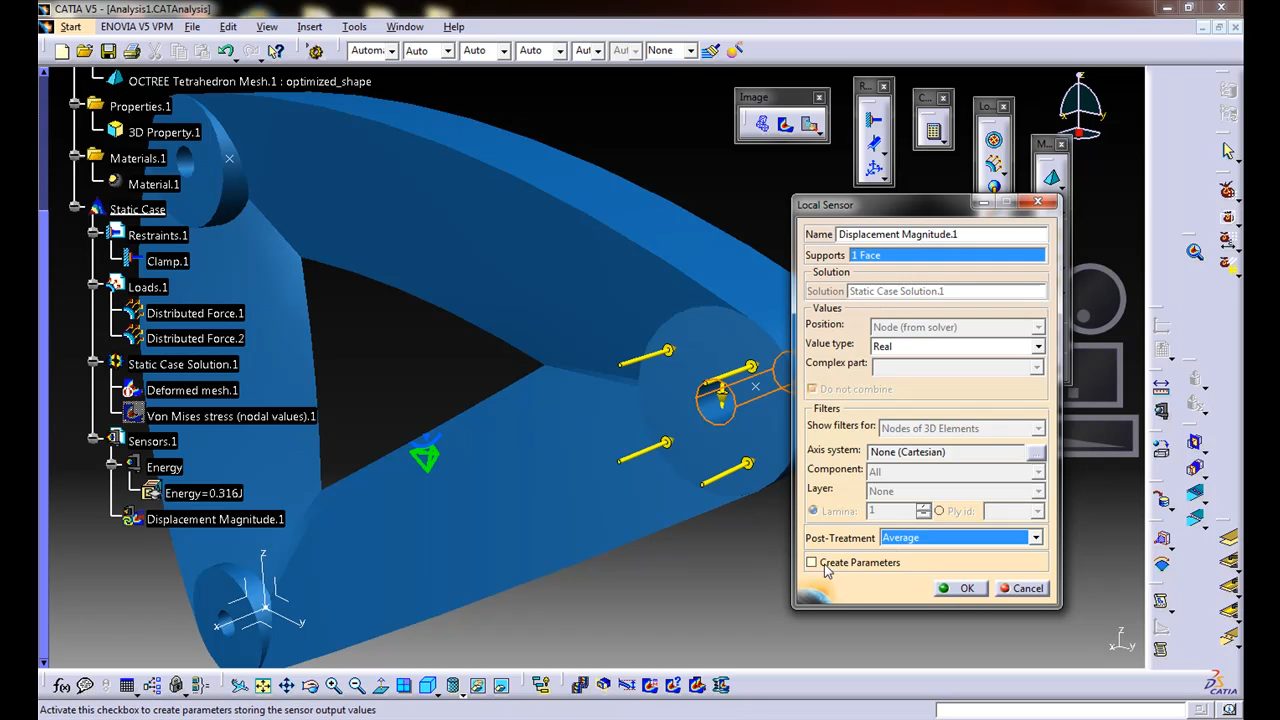 CATIA V5 - [Analysis1.CATAnalysis]
Start ENOVIA V5 VPM File Edit View Insert Tools Window Help
Automa Auto Auto Auto Aut Aut None
OCTREE Tetrahedron Mesh.1 : optimized_shape
Properties.1
3D Property.1
Materials.1
Material.1
Static Case
Restraints.1
Clamp.1
Loads.1
Distributed Force.1
Distributed Force.2
Static Case Solution.1
Deformed mesh.1
Von Mises stress (nodal values).1
Sensors.1
Energy
Energy=0.316J
Displacement Magnitude.1
z
x
y
Image
R...
C...
Lo...
M...
Local Sensor
Name Displacement Magnitude.1
Supports 1 Face
Solution
Solution Static Case Solution.1
Values
Position: Node (from solver)
Value type: Real
Complex part:
Do not combine
Filters
Show filters for: Nodes of 3D Elements
Axis system: None (Cartesian) ...
Component: All
Layer: None
Lamina: 1 Ply id:
Post-Treatment Average
Create Parameters
OK Cancel
z
x y
z
f(x)
CATIA
Activate this checkbox to create parameters storing the sensor output values